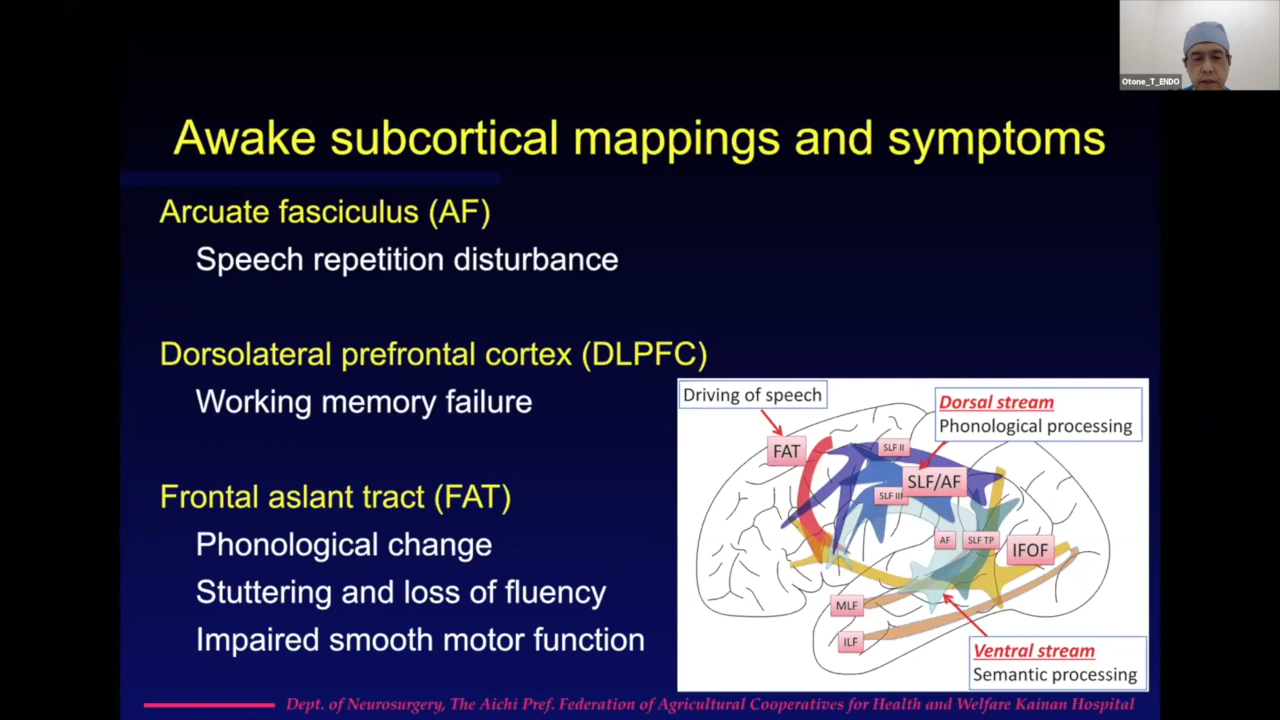 Otone_T_ENDO
Awake subcortical mappings and symptoms
Arcuate fasciculus (AF)
Speech repetition disturbance
Dorsolateral prefrontal cortex (DLPFC)
Working memory failure
Frontal aslant tract (FAT)
Phonological change
Stuttering and loss of fluency
Impaired smooth motor function
Driving of speech
Dorsal stream
Phonological processing
FAT
SLF II
SLF/AF
SLF III
AF
SLF TP
IFOF
MLF
ILF
Ventral stream
Semantic processing
Dept. of Neurosurgery, The Aichi Pref. Federation of Agricultural Cooperatives for Health and Welfare Kainan Hospital